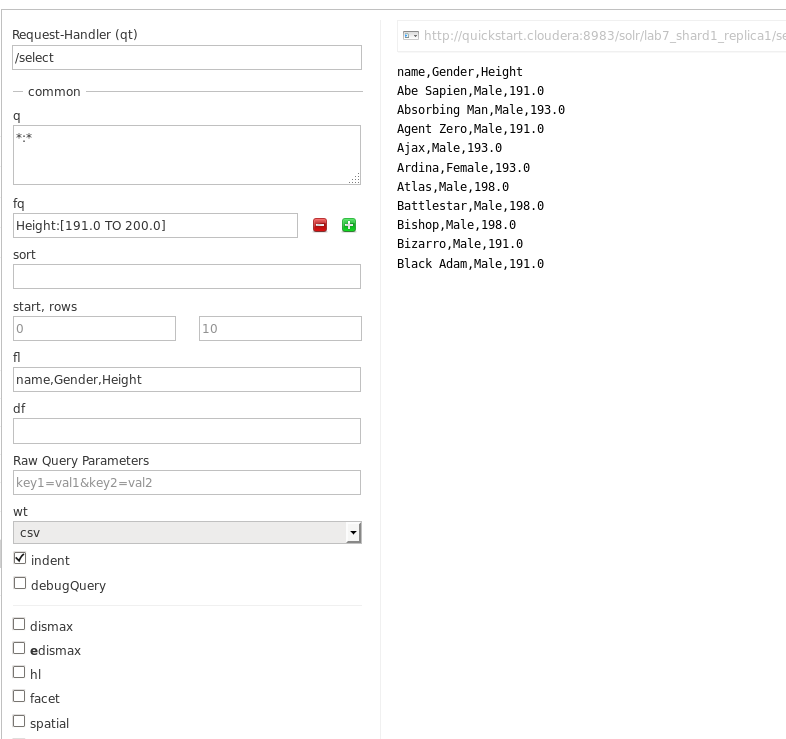 Request-Handler (qt)
/select
common
q
*:*
fq
Height:[191.0 TO 200.0]
sort
start, rows
0
10
fl
name,Gender,Height
df
Raw Query Parameters
key1=val1&key2=val2
wt
csv
indent
debugQuery
dismax
edismax
hl
facet
spatial
http://quickstart.cloudera:8983/solr/lab7_shard1_replica1/se
name,Gender,Height
Abe Sapien,Male,191.0
Absorbing Man,Male,193.0
Agent Zero,Male,191.0
Ajax,Male,193.0
Ardina,Female,193.0
Atlas,Male,198.0
Battlestar,Male,198.0
Bishop,Male,198.0
Bizarro,Male,191.0
Black Adam,Male,191.0